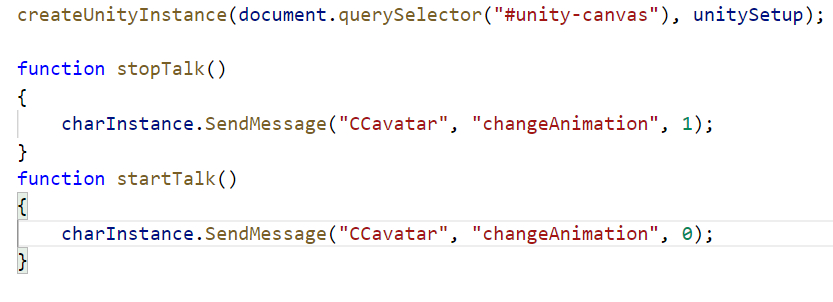 createUnityInstance(document.querySelector("#unity-canvas"), unitySetup);
function stopTalk()
{
charInstance.SendMessage("CCavatar", "changeAnimation", 1);
}
function startTalk()
{
charInstance.SendMessage("CCavatar", "changeAnimation", 0);
}